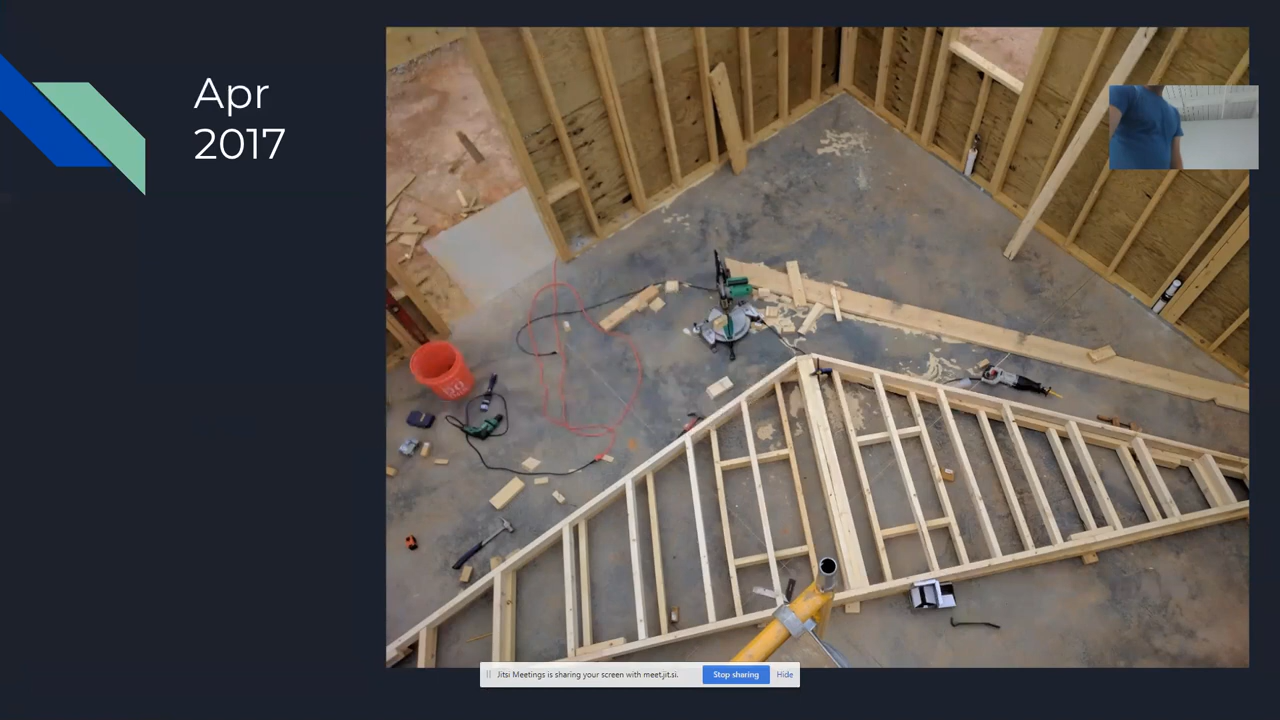 Apr
2017
Jitsi Meetings is sharing your screen with meet.jit.si.
Stop sharing
Hide